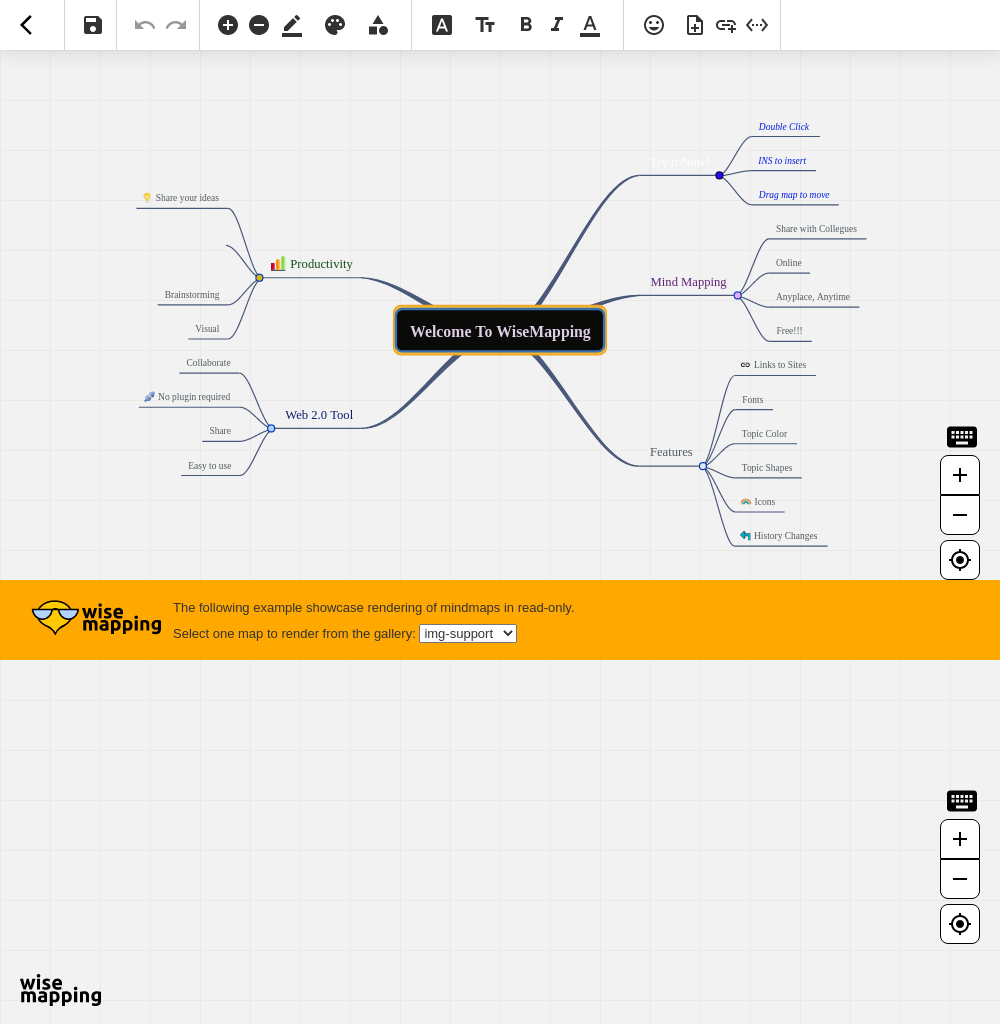 Double Click
Try it Now!
INS to insert
Drag map to move
Share your ideas
Share with Collegues
Productivity
Online
Mind Mapping
Brainstorming
Anyplace, Anytime
Visual
Welcome To WiseMapping
Free!!!
Collaborate
Links to Sites
No plugin required
Fonts
Web 2.0 Tool
Share
Topic Color
Features
Easy to use
Topic Shapes
Icons
History Changes
wise
mapping
The following example showcase rendering of mindmaps in read-only.
Select one map to render from the gallery: img-support
wise
mapping